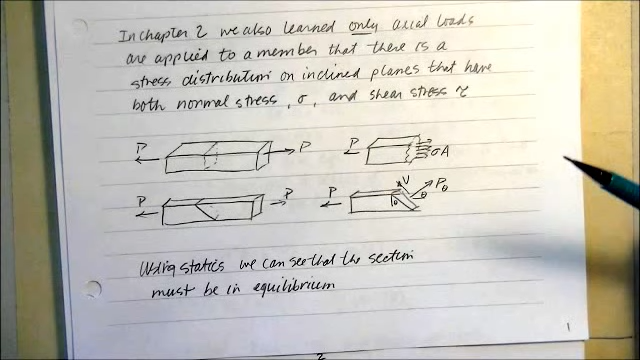 In chapter 2 we also learned only axial loads
are applied to a member that there is a
stress distribution on inclined planes that have
both normal stress, σ, and shear stress τ
P P P σA
P P P V Pθ θ θ
Using statics we can see that the section
must be in equilibrium
1
2